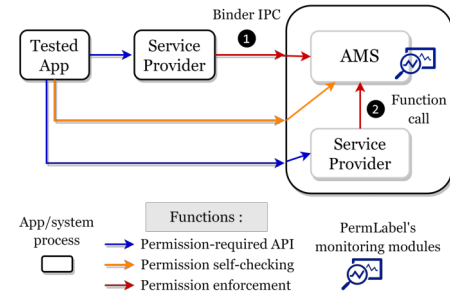 Binder IPC
1
Tested
App
Service
Provider
AMS
2
Function
call
Service
Provider
App/system
process
Functions :
Permission-required API
Permission self-checking
Permission enforcement
PermLabel's
monitoring modules